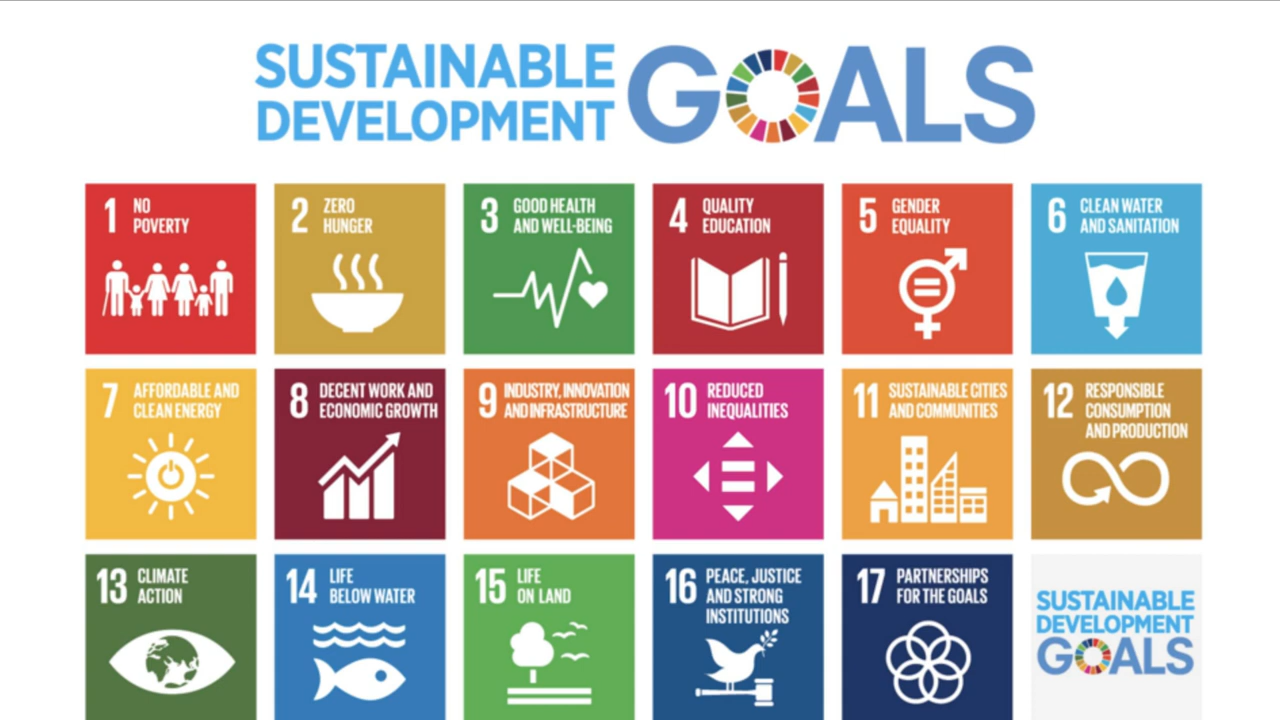 SUSTAINABLE
DEVELOPMENT
GOALS
1 NO
POVERTY
2 ZERO
HUNGER
3 GOOD HEALTH
AND WELL-BEING
4 QUALITY
EDUCATION
5 GENDER
EQUALITY
6 CLEAN WATER
AND SANITATION
7 AFFORDABLE AND
CLEAN ENERGY
8 DECENT WORK AND
ECONOMIC GROWTH
9 INDUSTRY, INNOVATION
AND INFRASTRUCTURE
10 REDUCED
INEQUALITIES
11 SUSTAINABLE CITIES
AND COMMUNITIES
12 RESPONSIBLE
CONSUMPTION
AND PRODUCTION
13 CLIMATE
ACTION
14 LIFE
BELOW WATER
15 LIFE
ON LAND
16 PEACE, JUSTICE
AND STRONG
INSTITUTIONS
17 PARTNERSHIPS
FOR THE GOALS
SUSTAINABLE
DEVELOPMENT
GOALS